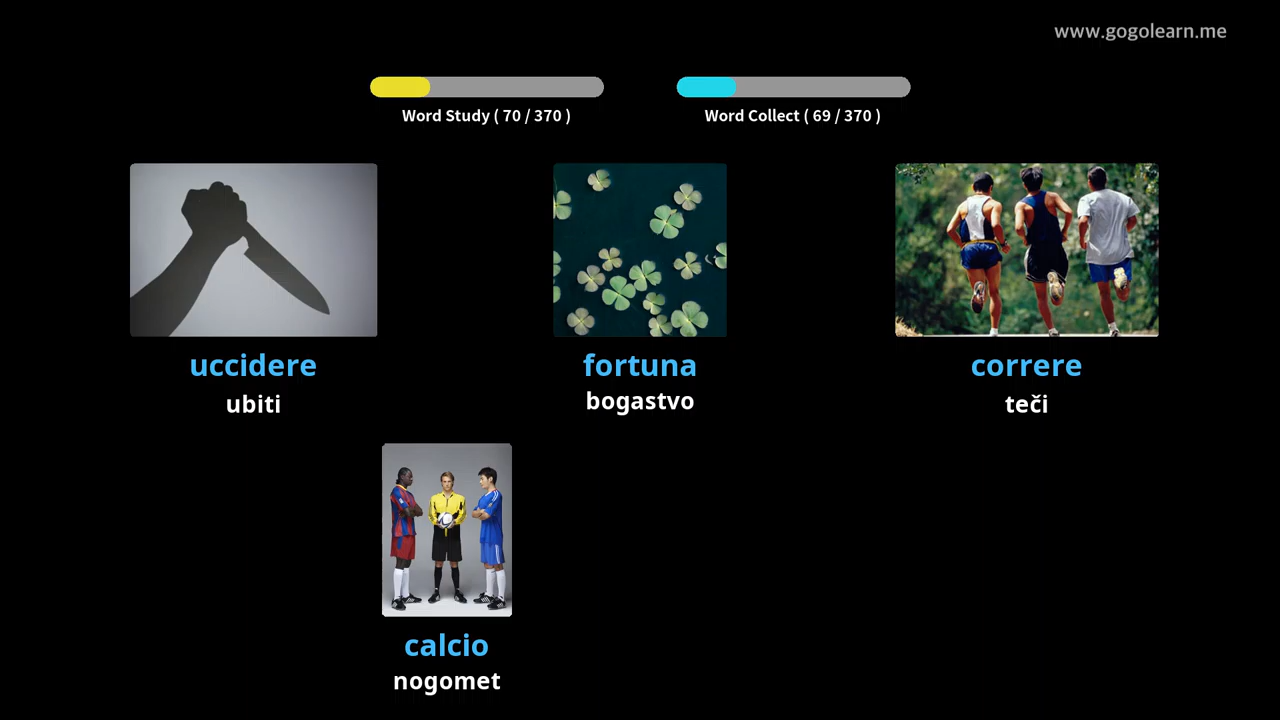 www.gogolearn.me
Word Study ( 70 / 370 )
Word Collect ( 69 / 370 )
uccidere
ubiti
fortuna
bogastvo
correre
teči
calcio
nogomet